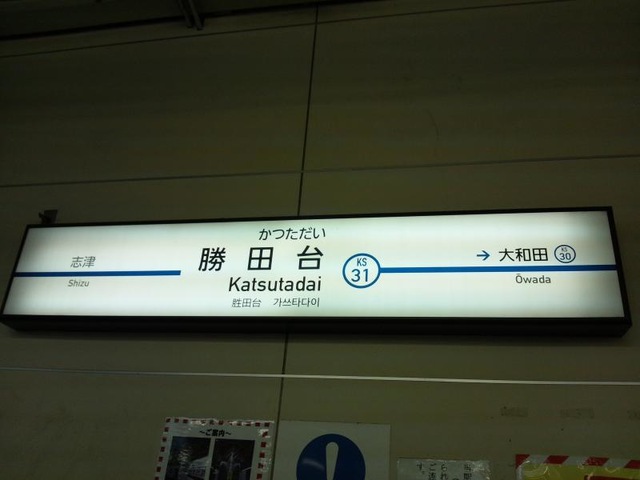 かつただい
志津
Shizu
勝田台
Katsutadai
胜田台 가쓰타다이
KS
31
→ 大和田
KS
30
Ōwada
~ご案内~